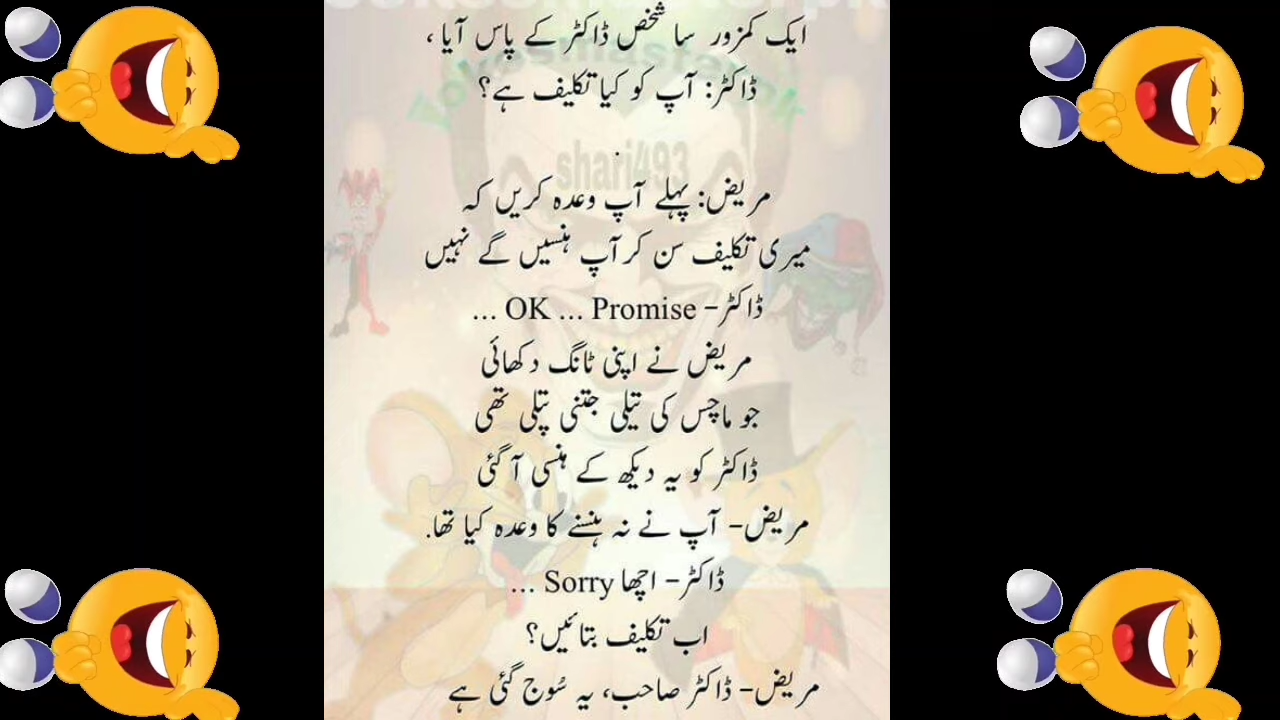 ایک کمزور سا شخص ڈاکٹر کے پاس آیا ،
ڈاکٹر: آپ کو کیا تکلیف ہے؟
.
shari493
مریض: پہلے آپ وعدہ کریں کہ
میری تکلیف سن کر آپ ہنسیں گے نہیں
ڈاکٹر– OK ... Promise ...
مریض نے اپنی ٹانگ دکھائی
جو ماچس کی تیلی جتنی پتلی تھی
ڈاکٹر کو یہ دیکھ کے ہنسی آ گئی
مریض– آپ نے نہ ہنسنے کا وعدہ کیا تھا.
ڈاکٹر– اچھا Sorry ...
اب تکلیف بتائیں؟
مریض– ڈاکٹر صاحب، یہ سُوج گئی ہے